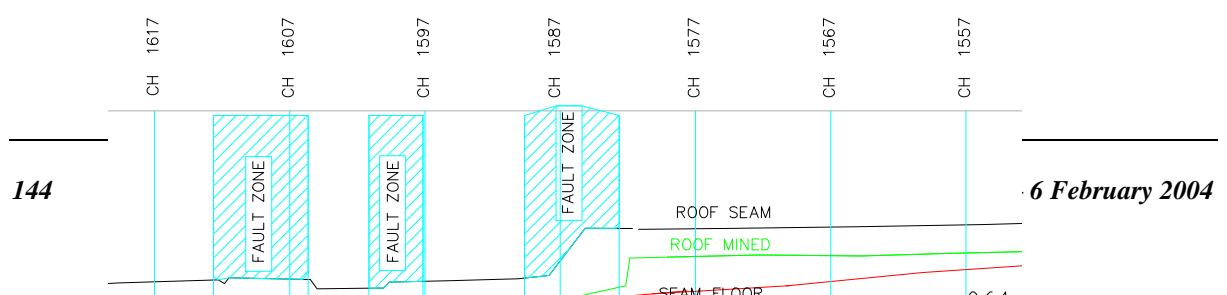 CH 1617
CH 1607
CH 1597
CH 1587
CH 1577
CH 1567
CH 1557
FAULT ZONE
FAULT ZONE
FAULT ZONE
144
6 February 2004
ROOF SEAM
ROOF MINED
SEAM FLOOR